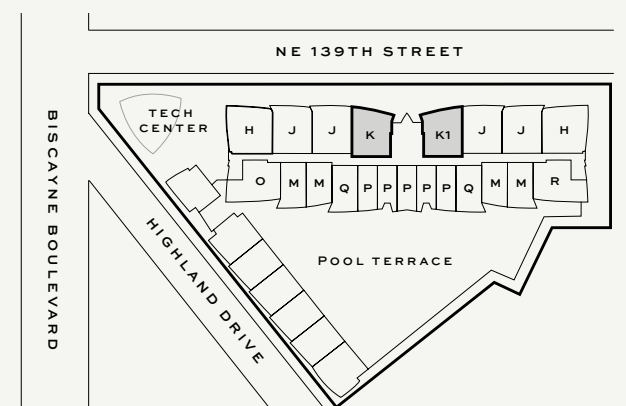 NE 139TH STREET
BISCAYNE BOULEVARD
TECH
CENTER
H J J K K1 J J H
O M M Q P P P P P Q M M R
HIGHLAND DRIVE
POOL TERRACE